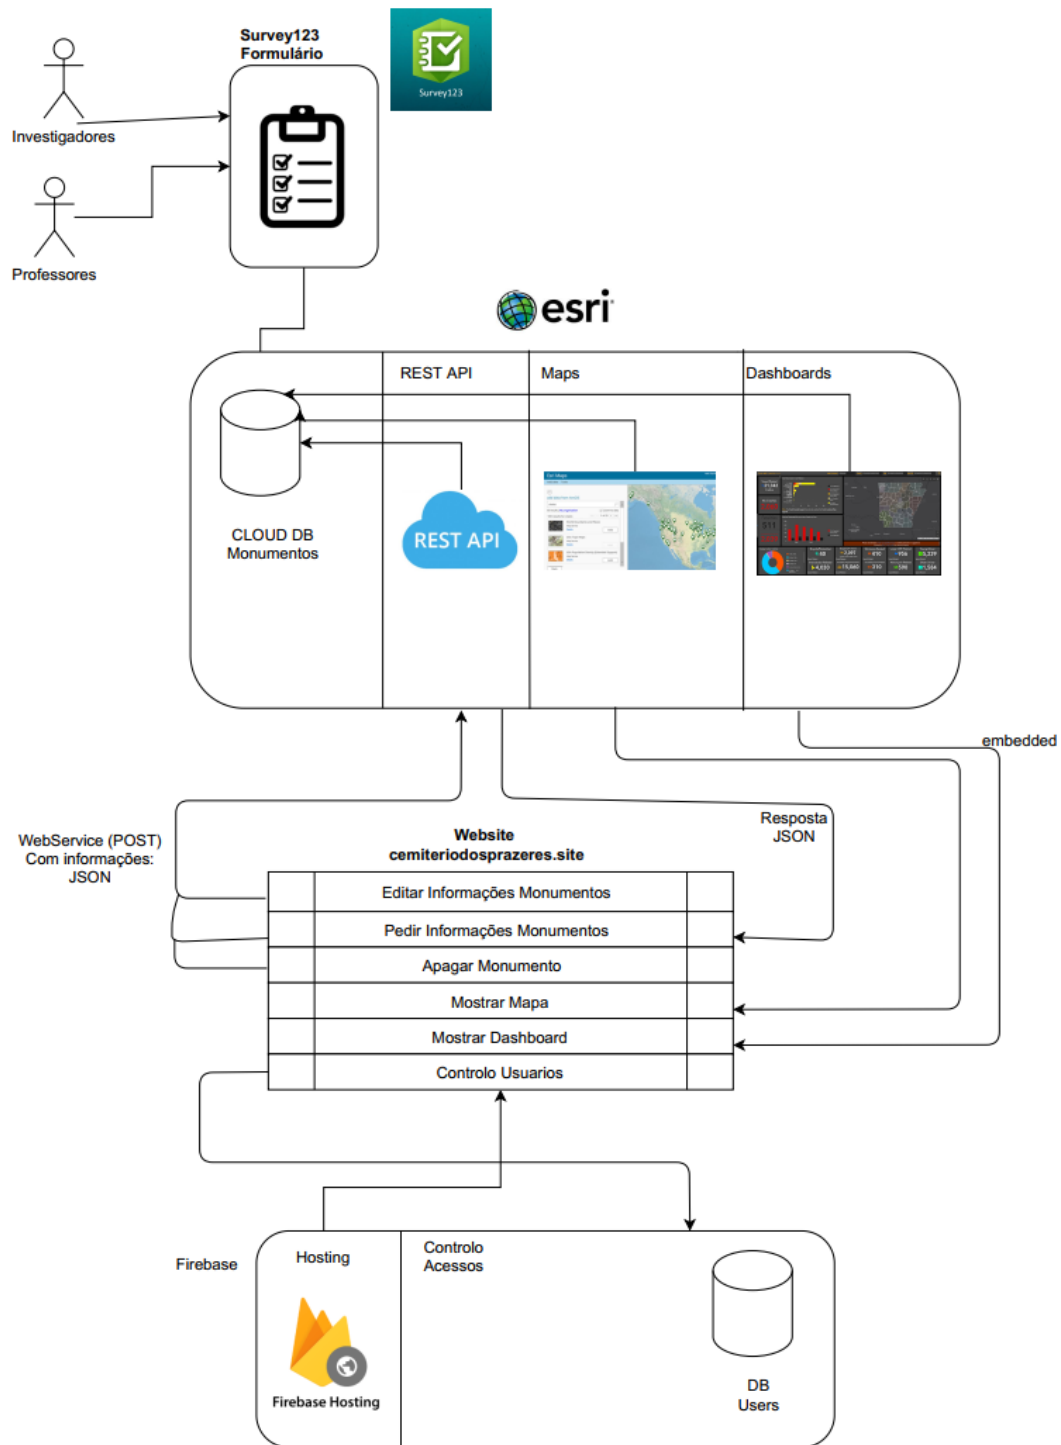 Survey123
Formulário
Survey123
Investigadores
Professores
esri
REST API
Maps
Dashboards
REST API
CLOUD DB
Monumentos
embedded
WebService (POST)
Com informações:
JSON
Resposta
JSON
Website
cemiteriodosprazeres.site
Editar Informações Monumentos
Pedir Informações Monumentos
Apagar Monumento
Mostrar Mapa
Mostrar Dashboard
Controlo Usuarios
Firebase
Hosting
Controlo
Acessos
Firebase Hosting
DB
Users